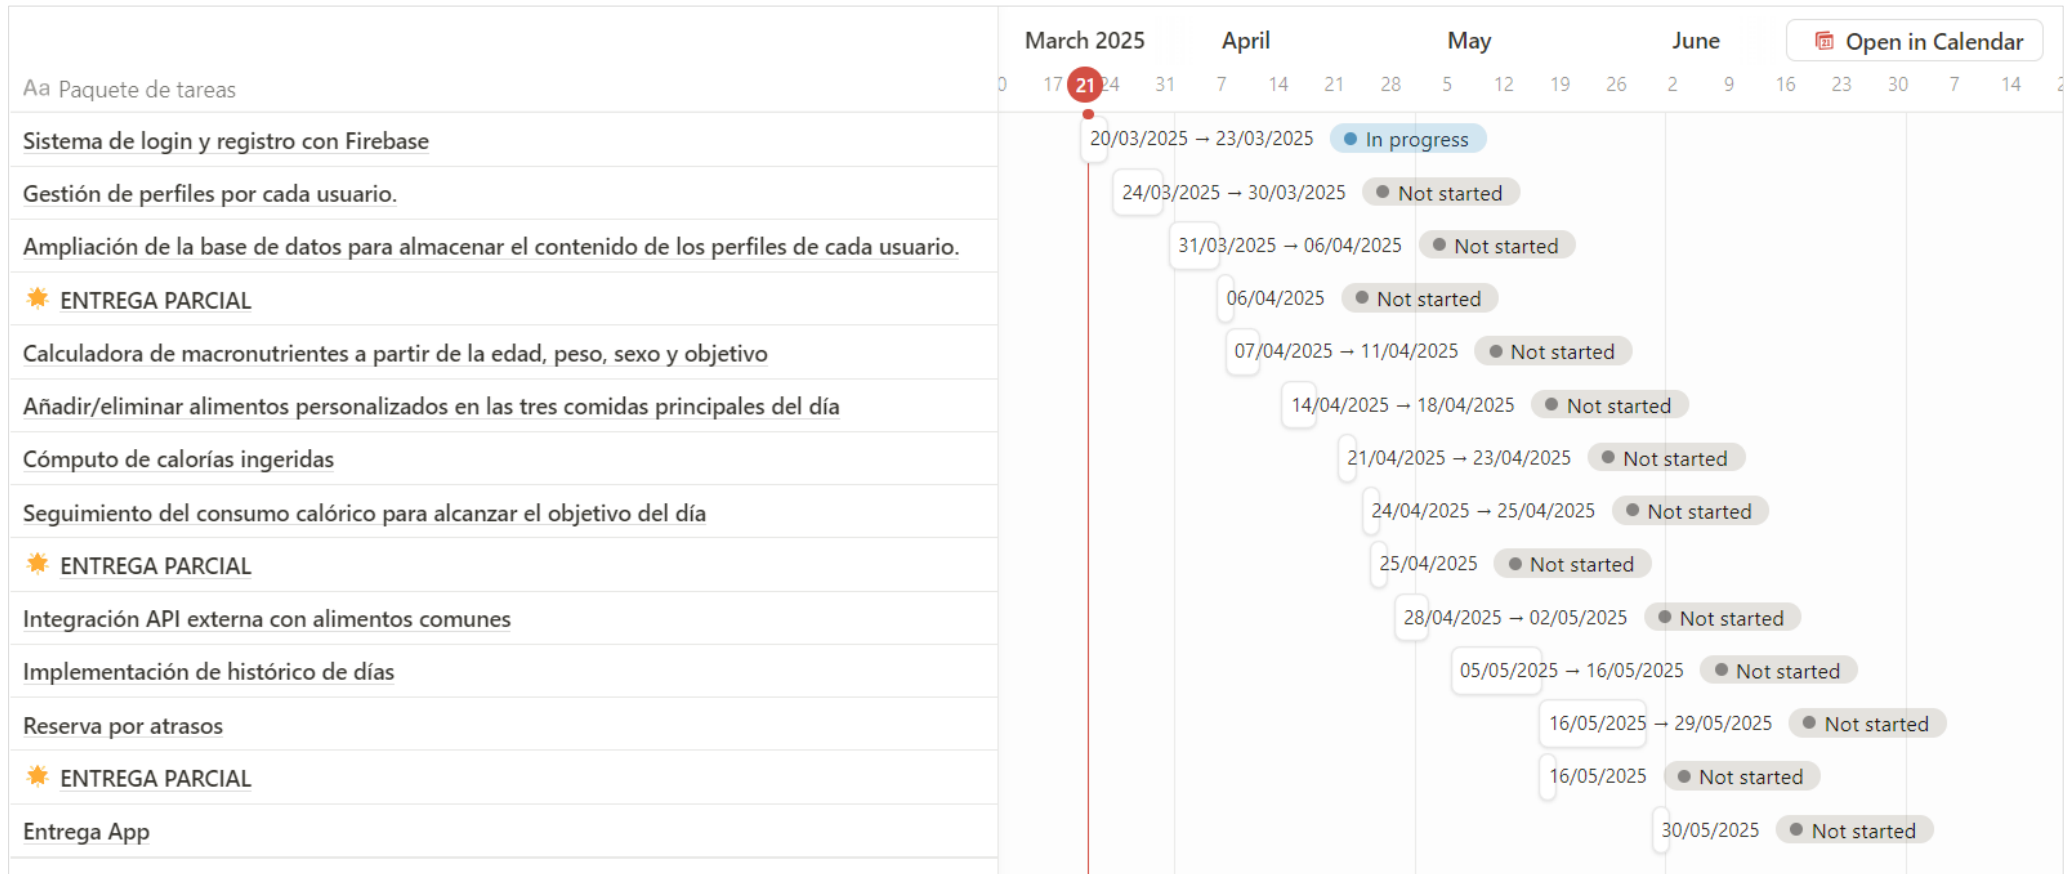 March 2025 April May June Open in Calendar
Aa Paquete de tareas 0 17 21 24 31 7 14 21 28 5 12 19 26 2 9 16 23 30 7 14 2
Sistema de login y registro con Firebase 20/03/2025 → 23/03/2025 In progress
Gestión de perfiles por cada usuario. 24/03/2025 → 30/03/2025 Not started
Ampliación de la base de datos para almacenar el contenido de los perfiles de cada usuario. 31/03/2025 → 06/04/2025 Not started
ENTREGA PARCIAL 06/04/2025 Not started
Calculadora de macronutrientes a partir de la edad, peso, sexo y objetivo 07/04/2025 → 11/04/2025 Not started
Añadir/eliminar alimentos personalizados en las tres comidas principales del día 14/04/2025 → 18/04/2025 Not started
Cómputo de calorías ingeridas 21/04/2025 → 23/04/2025 Not started
Seguimiento del consumo calórico para alcanzar el objetivo del día 24/04/2025 → 25/04/2025 Not started
ENTREGA PARCIAL 25/04/2025 Not started
Integración API externa con alimentos comunes 28/04/2025 → 02/05/2025 Not started
Implementación de histórico de días 05/05/2025 → 16/05/2025 Not started
Reserva por atrasos 16/05/2025 → 29/05/2025 Not started
ENTREGA PARCIAL 16/05/2025 Not started
Entrega App 30/05/2025 Not started